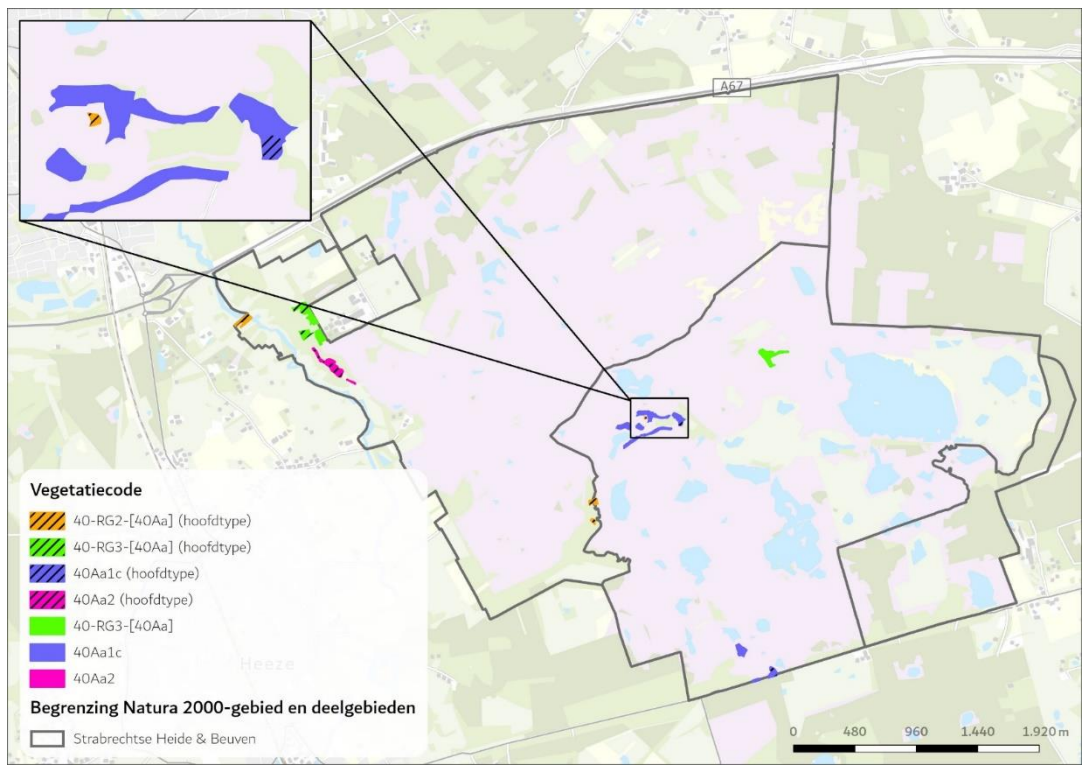 A67
Vegetatiecode
40-RG2-[40Aa] (hoofdtype)
40-RG3-[40Aa] (hoofdtype)
40Aa1c (hoofdtype)
40Aa2 (hoofdtype)
40-RG3-[40Aa]
40Aa1c
40Aa2
Heeze
Begrenzing Natura 2000-gebied en deelgebieden
Strabrechtse Heide & Beuven
0 480 960 1.440 1.920 m